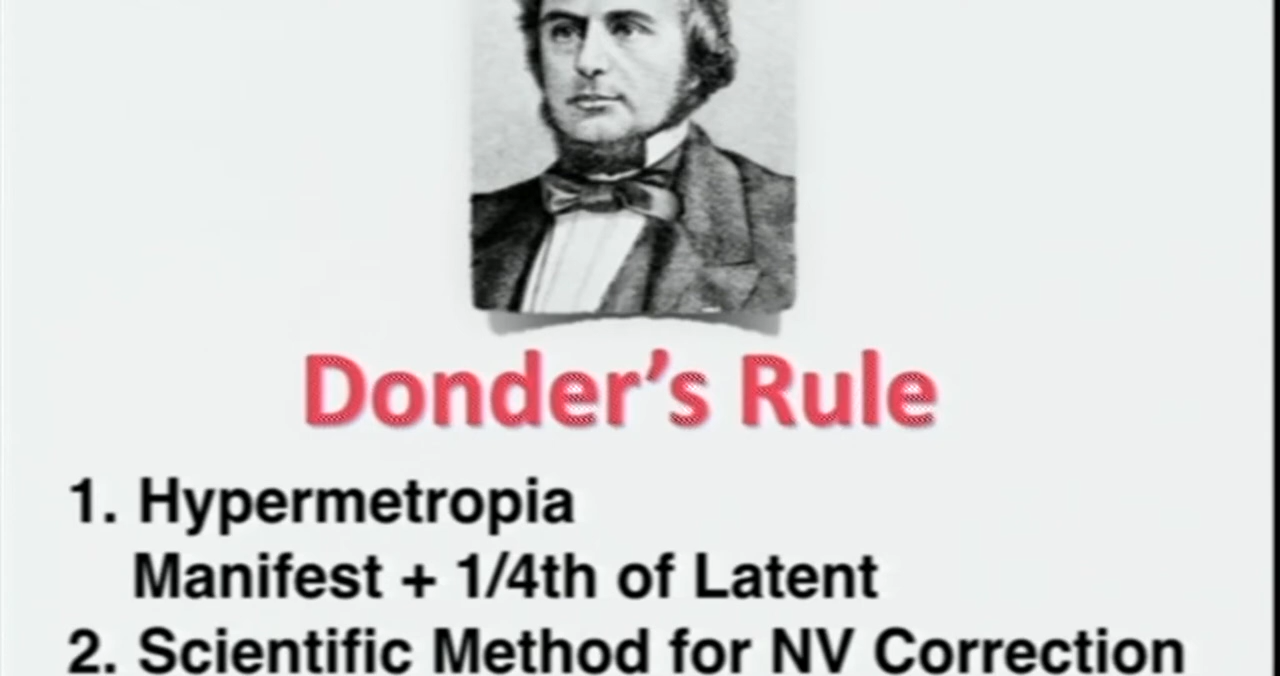 Donder's Rule
1. Hypermetropia
Manifest + 1/4th of Latent
2. Scientific Method for NV Correction